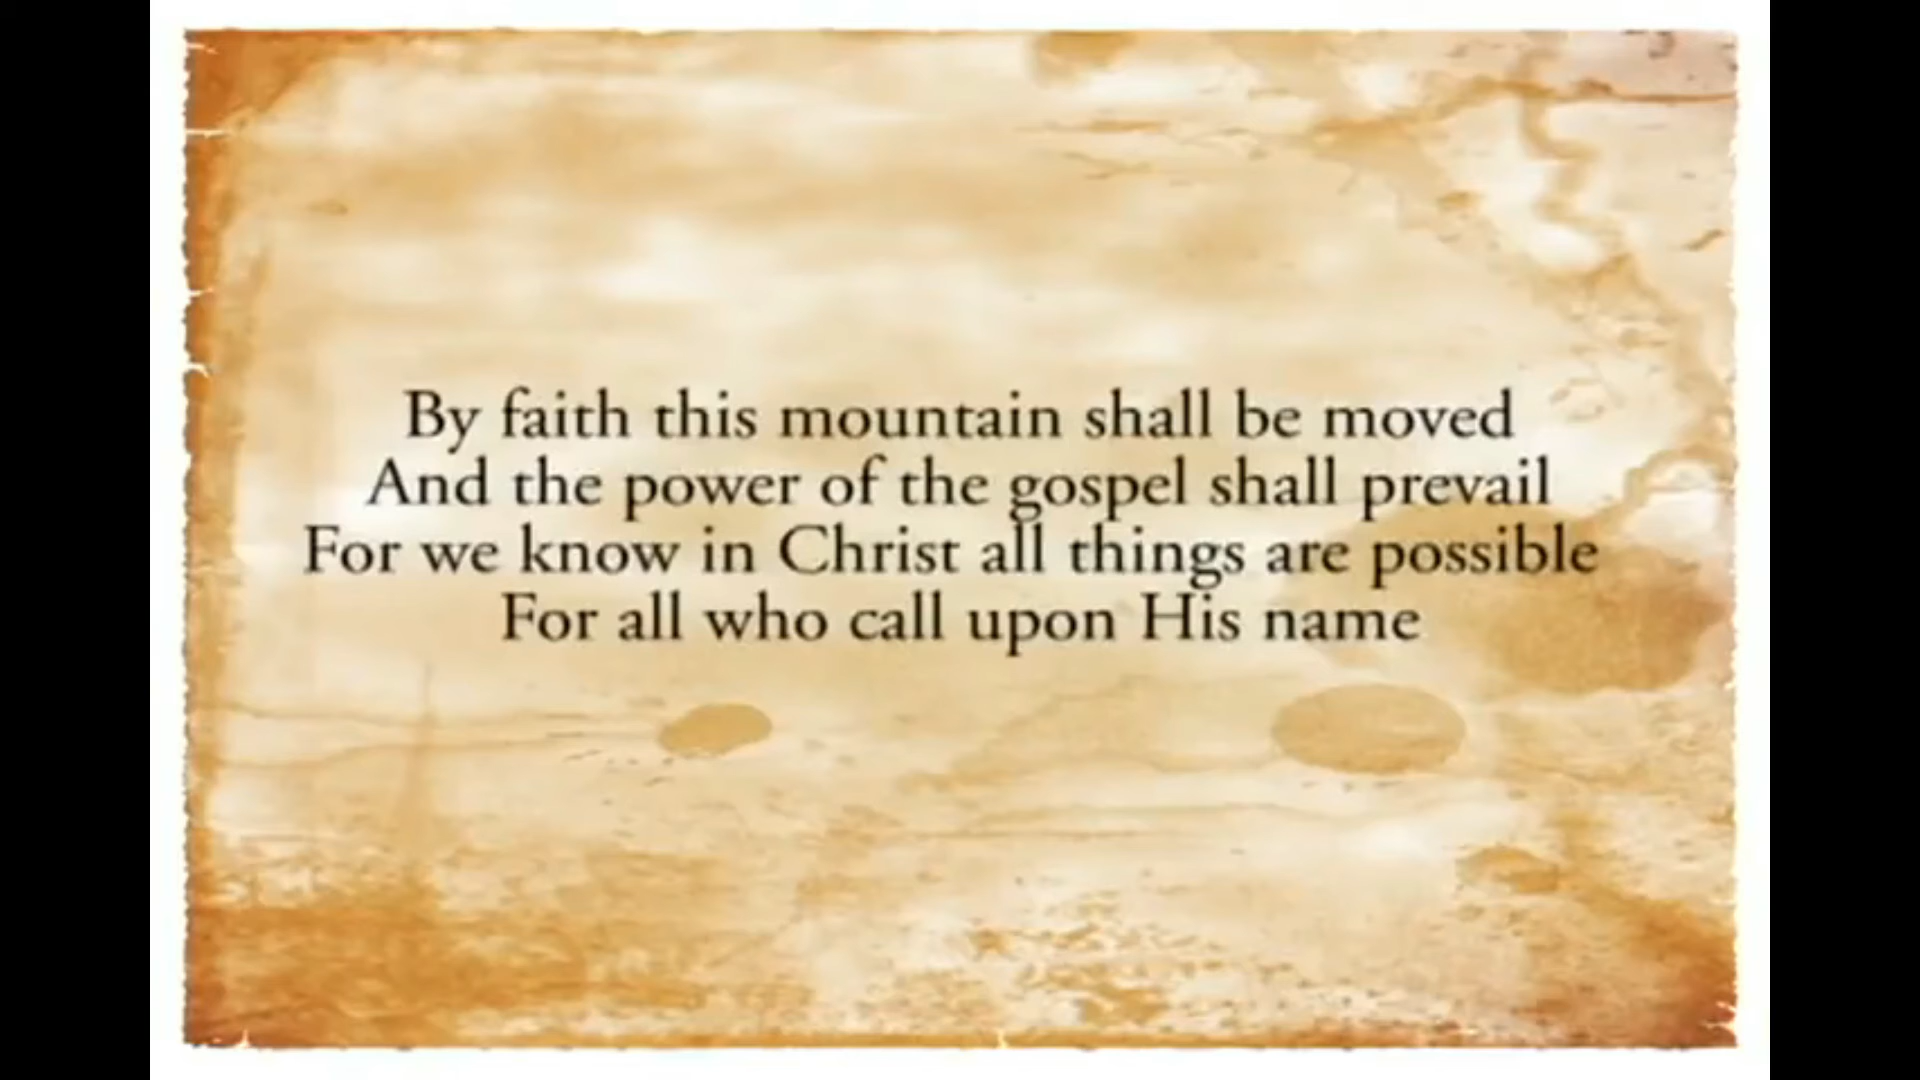 By faith this mountain shall be moved
And the power of the gospel shall prevail
For we know in Christ all things are possible
For all who call upon His name